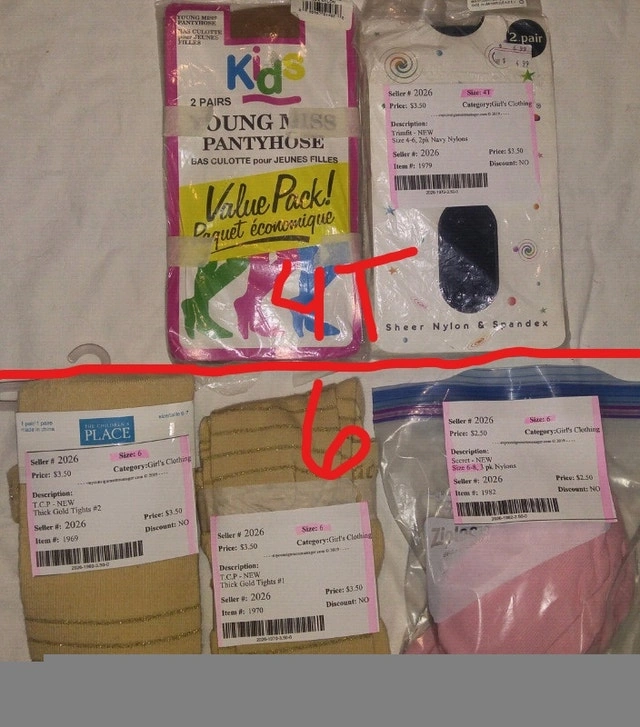 YOUNG MISS
PANTYHOSE
BAS CULOTTE
pour JEUNES
FILLES
Kids
2 PAIRS
YOUNG MISS
PANTYHOSE
BAS CULOTTE pour JEUNES FILLES
Value Pack!
Paquet économique
2 pair
4.99
Seller # 2026
Size: 4T
Price: $3.50
Category:Girl's Clothing
Description:
Trimfit - NEW
Size 4-6, 2pk Navy Nylons
Seller #: 2026
Price: $3.50
Item #: 1979
Discount: NO
Sheer Nylon & Spandex
4T
6
THE CHILDREN'S
PLACE
Seller # 2026
Size: 6
Price: $3.50
Category:Girl's Clothing
Description:
T.C.P - NEW
Thick Gold Tights #2
Price: $3.50
Seller #: 2026
Discount: NO
Item #: 1969
Seller # 2026
Size: 6
Price: $3.50
Category:Girl's Clothing
Description:
T.C.P - NEW
Thick Gold Tights #1
Price: $3.50
Seller #: 2026
Discount: NO
Item #: 1970
Seller # 2026
Size: 6
Price: $2.50
Category:Girl's Clothing
Description:
Secret - NEW
Size 6-8, 3 pk Nylons
Seller #: 2026
Price: $2.50
Item #: 1982
Discount: NO